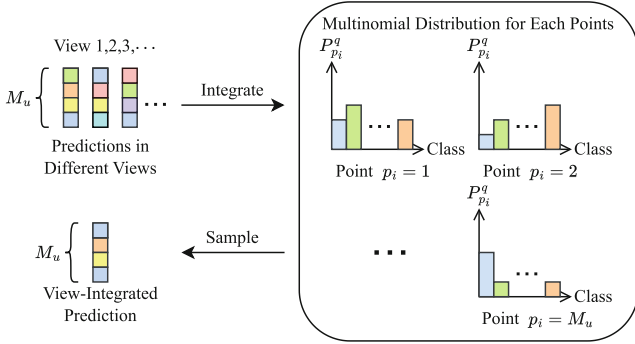 View 1,2,3,···
M_u
Predictions in
Different Views
Integrate
Multinomial Distribution for Each Points
P^q_{p_i}
Class
Point p_i = 1
P^q_{p_i}
Class
Point p_i = 2
P^q_{p_i}
Class
Point p_i = M_u
Sample
M_u
View-Integrated
Prediction